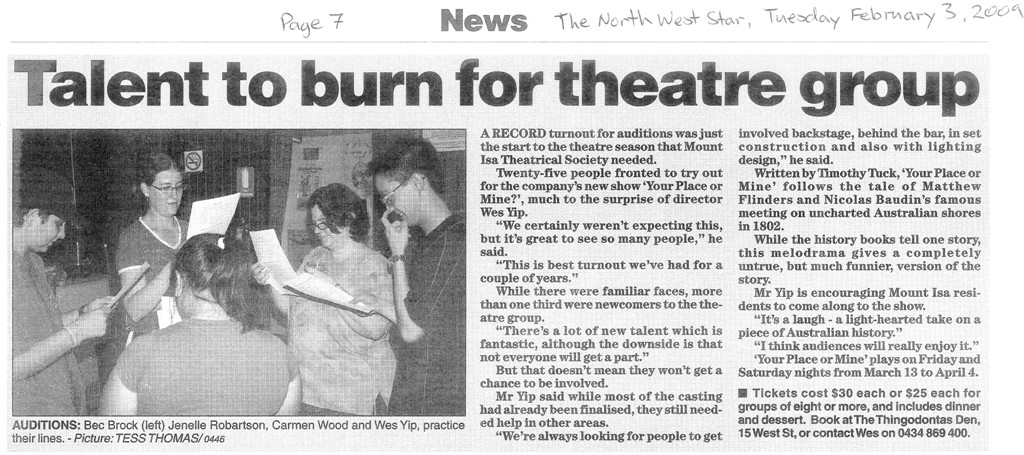 Page 7
News
The North West Star, Tuesday February 3, 2009
Talent to burn for theatre group
AUDITIONS: Bec Brock (left) Jenelle Robartson, Carmen Wood and Wes Yip, practice
their lines. - Picture: TESS THOMAS/ 0446
A RECORD turnout for auditions was just
the start to the theatre season that Mount
Isa Theatrical Society needed.
Twenty-five people fronted to try out
for the company's new show 'Your Place or
Mine?', much to the surprise of director
Wes Yip.
"We certainly weren't expecting this,
but it's great to see so many people," he
said.
"This is best turnout we've had for a
couple of years."
While there were familiar faces, more
than one third were newcomers to the the-
atre group.
"There's a lot of new talent which is
fantastic, although the downside is that
not everyone will get a part."
But that doesn't mean they won't get a
chance to be involved.
Mr Yip said while most of the casting
had already been finalised, they still need-
ed help in other areas.
"We're always looking for people to get
involved backstage, behind the bar, in set
construction and also with lighting
design," he said.
Written by Timothy Tuck, 'Your Place or
Mine' follows the tale of Matthew
Flinders and Nicolas Baudin's famous
meeting on uncharted Australian shores
in 1802.
While the history books tell one story,
this melodrama gives a completely
untrue, but much funnier, version of the
story.
Mr Yip is encouraging Mount Isa resi-
dents to come along to the show.
"It's a laugh - a light-hearted take on a
piece of Australian history."
"I think audiences will really enjoy it."
'Your Place or Mine' plays on Friday and
Saturday nights from March 13 to April 4.
■ Tickets cost $30 each or $25 each for
groups of eight or more, and includes dinner
and dessert. Book at The Thingodontas Den,
15 West St, or contact Wes on 0434 869 400.